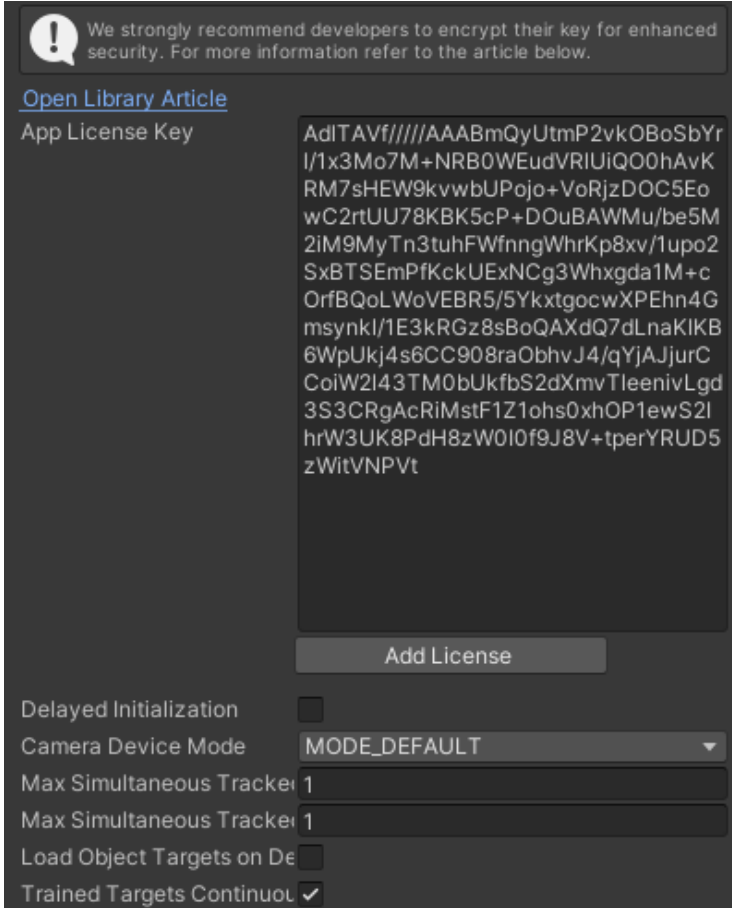 We strongly recommend developers to encrypt their key for enhanced
security. For more information refer to the article below.
Open Library Article
App License Key
AdITAVf/////AAABmQyUtmP2vkOBoSbYr
I/1x3Mo7M+NRB0WEudVRIUiQO0hAvK
RM7sHEW9kvwbUPojo+VoRjzDOC5Eo
wC2rtUU78KBK5cP+DOuBAWMu/be5M
2iM9MyTn3tuhFWfnngWhrKp8xv/1upo2
SxBTSEmPfKckUExNCg3Whxgda1M+c
OrfBQoLWoVEBR5/5YkxtgocwXPEhn4G
msynkI/1E3kRGz8sBoQAXdQ7dLnaKIKB
6WpUkj4s6CC908raObhvJ4/qYjAJjurC
CoiW2I43TM0bUkfbS2dXmvTIeenivLgd
3S3CRgAcRiMstF1Z1ohs0xhOP1ewS2I
hrW3UK8PdH8zW0I0f9J8V+tperYRUD5
zWitVNPVt
Add License
Delayed Initialization
Camera Device Mode MODE_DEFAULT
Max Simultaneous Tracke 1
Max Simultaneous Tracke 1
Load Object Targets on De
Trained Targets Continuou